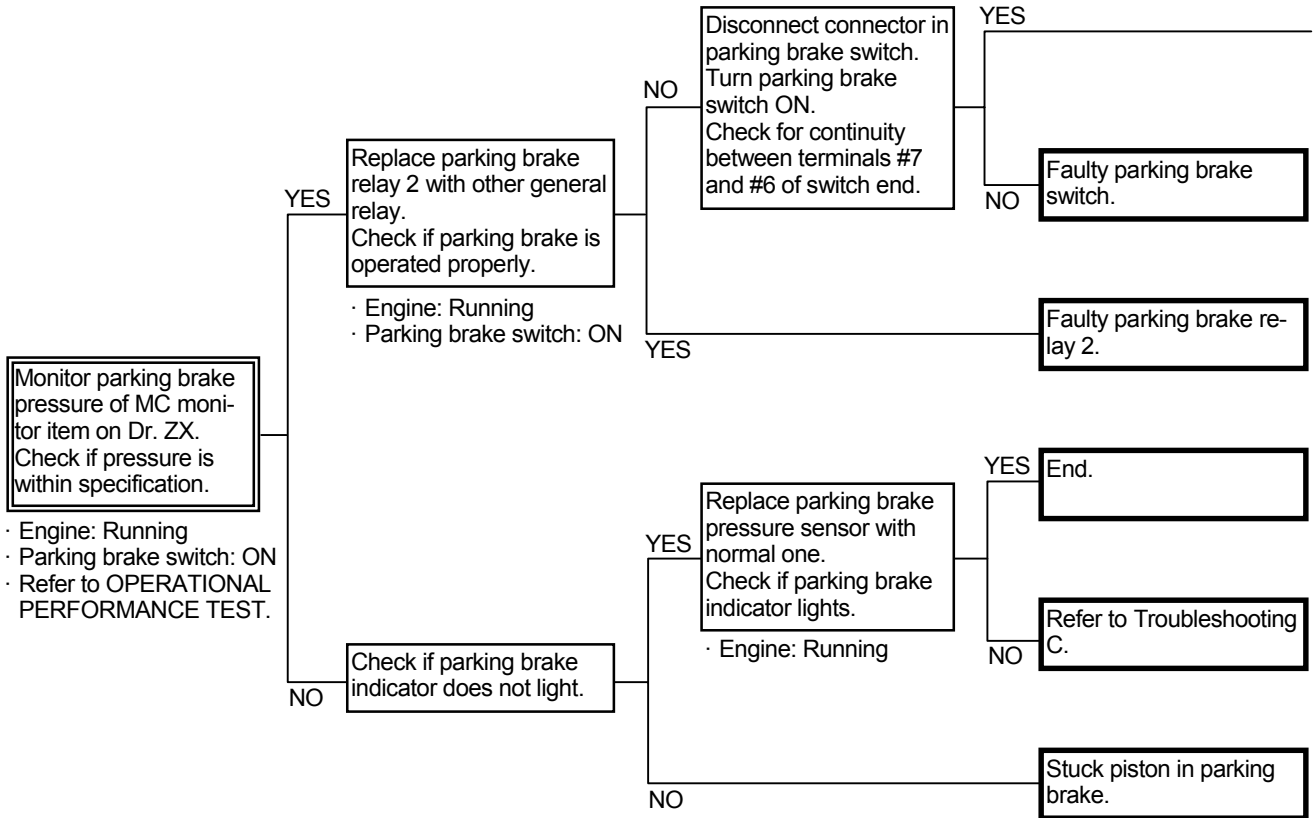 Monitor parking brake
pressure of MC moni-
tor item on Dr. ZX.
Check if pressure is
within specification.
· Engine: Running
· Parking brake switch: ON
· Refer to OPERATIONAL
PERFORMANCE TEST.
YES
Replace parking brake
relay 2 with other general
relay.
Check if parking brake is
operated properly.
· Engine: Running
· Parking brake switch: ON
NO
Disconnect connector in
parking brake switch.
Turn parking brake
switch ON.
Check for continuity
between terminals #7
and #6 of switch end.
YES
NO
Faulty parking brake
switch.
YES
Faulty parking brake re-
lay 2.
NO
Check if parking brake
indicator does not light.
YES
Replace parking brake
pressure sensor with
normal one.
Check if parking brake
indicator lights.
· Engine: Running
YES
End.
NO
Refer to Troubleshooting
C.
NO
Stuck piston in parking
brake.